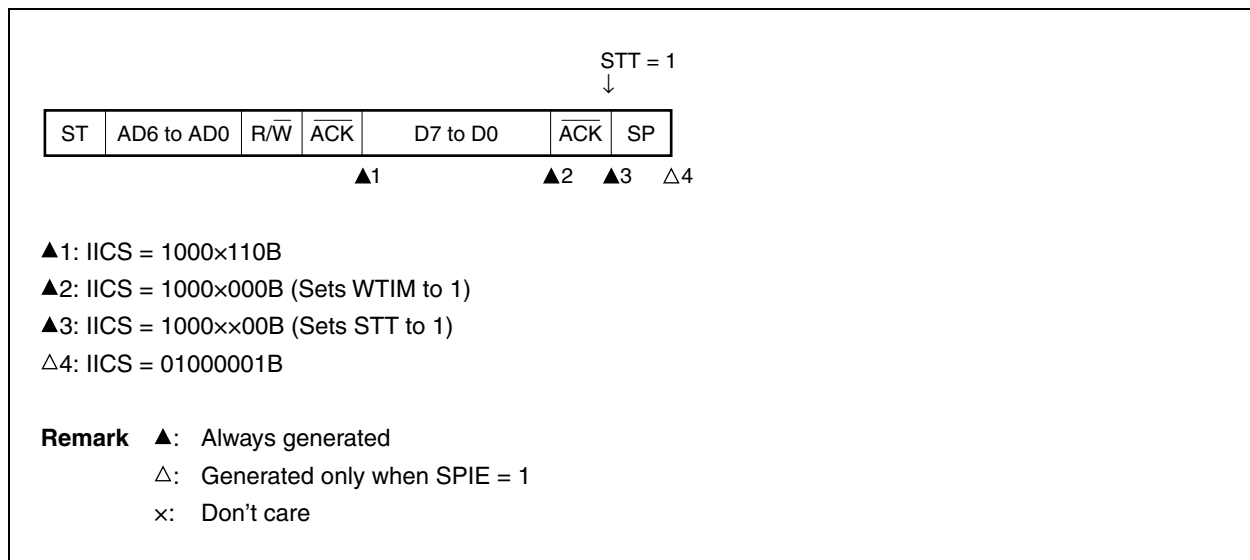 STT = 1
↓
ST AD6 to AD0 R/W̅ A̅C̅K̅ D7 to D0 A̅C̅K̅ SP
▲1 ▲2 ▲3 △4
▲1: IICS = 1000×110B
▲2: IICS = 1000×000B (Sets WTIM to 1)
▲3: IICS = 1000××00B (Sets STT to 1)
△4: IICS = 01000001B
Remark ▲: Always generated
△: Generated only when SPIE = 1
×: Don't care